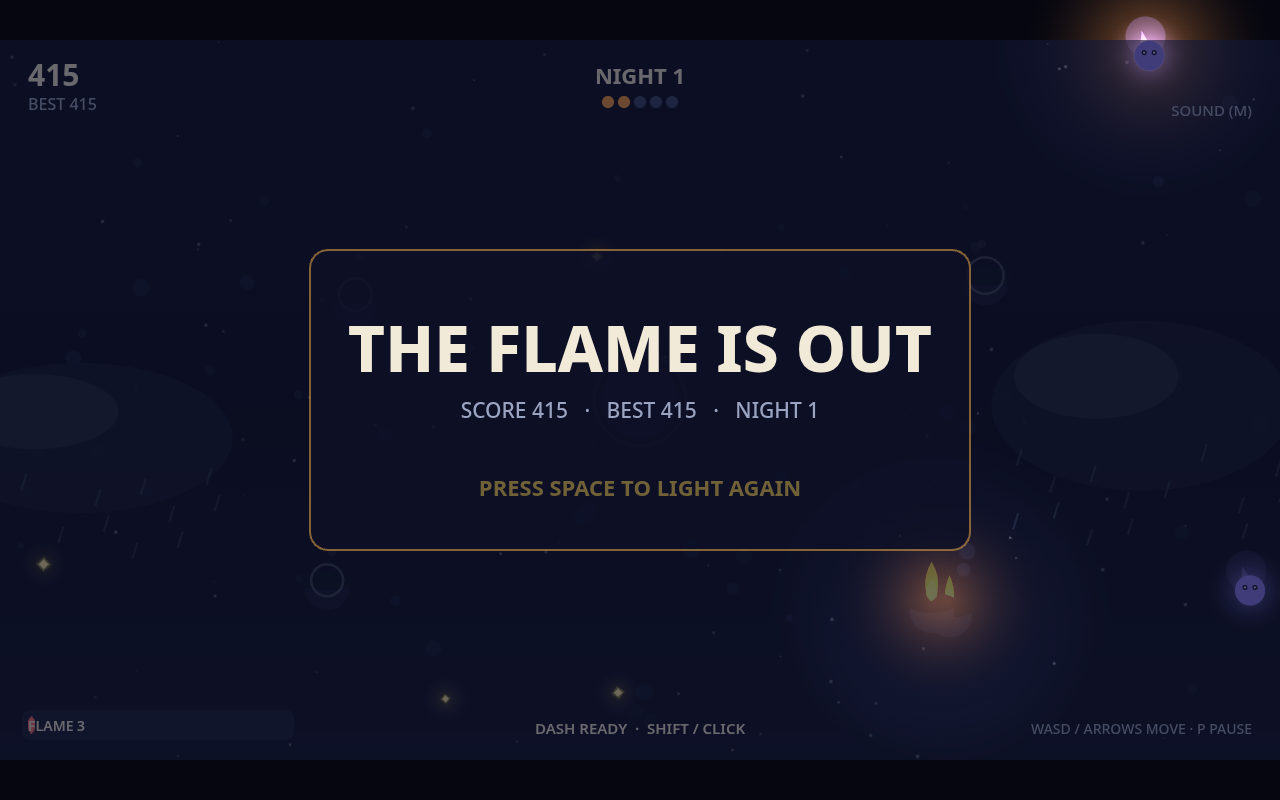 415
BEST 415
NIGHT 1
SOUND (M)
THE FLAME IS OUT
SCORE 415 · BEST 415 · NIGHT 1
PRESS SPACE TO LIGHT AGAIN
FLAME 3
DASH READY · SHIFT / CLICK
WASD / ARROWS MOVE · P PAUSE